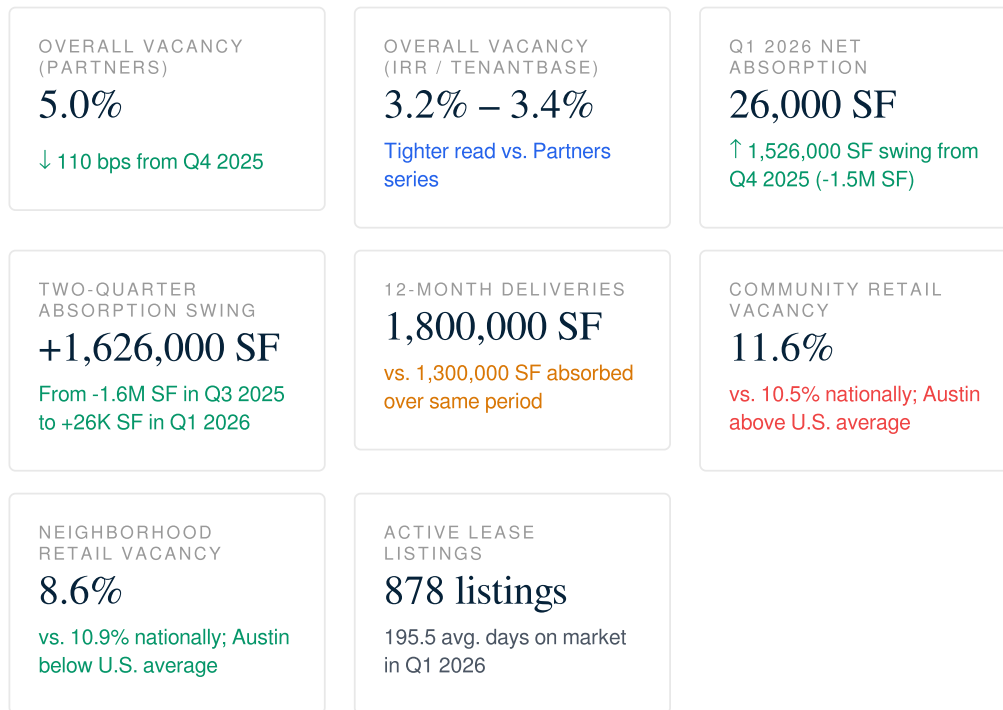 OVERALL VACANCY
(PARTNERS)
5.0%
↓ 110 bps from Q4 2025
OVERALL VACANCY
(IRR / TENANTBASE)
3.2% – 3.4%
Tighter read vs. Partners
series
Q1 2026 NET
ABSORPTION
26,000 SF
↑ 1,526,000 SF swing from
Q4 2025 (-1.5M SF)
TWO-QUARTER
ABSORPTION SWING
+1,626,000 SF
From -1.6M SF in Q3 2025
to +26K SF in Q1 2026
12-MONTH DELIVERIES
1,800,000 SF
vs. 1,300,000 SF absorbed
over same period
COMMUNITY RETAIL
VACANCY
11.6%
vs. 10.5% nationally; Austin
above U.S. average
NEIGHBORHOOD
RETAIL VACANCY
8.6%
vs. 10.9% nationally; Austin
below U.S. average
ACTIVE LEASE
LISTINGS
878 listings
195.5 avg. days on market
in Q1 2026